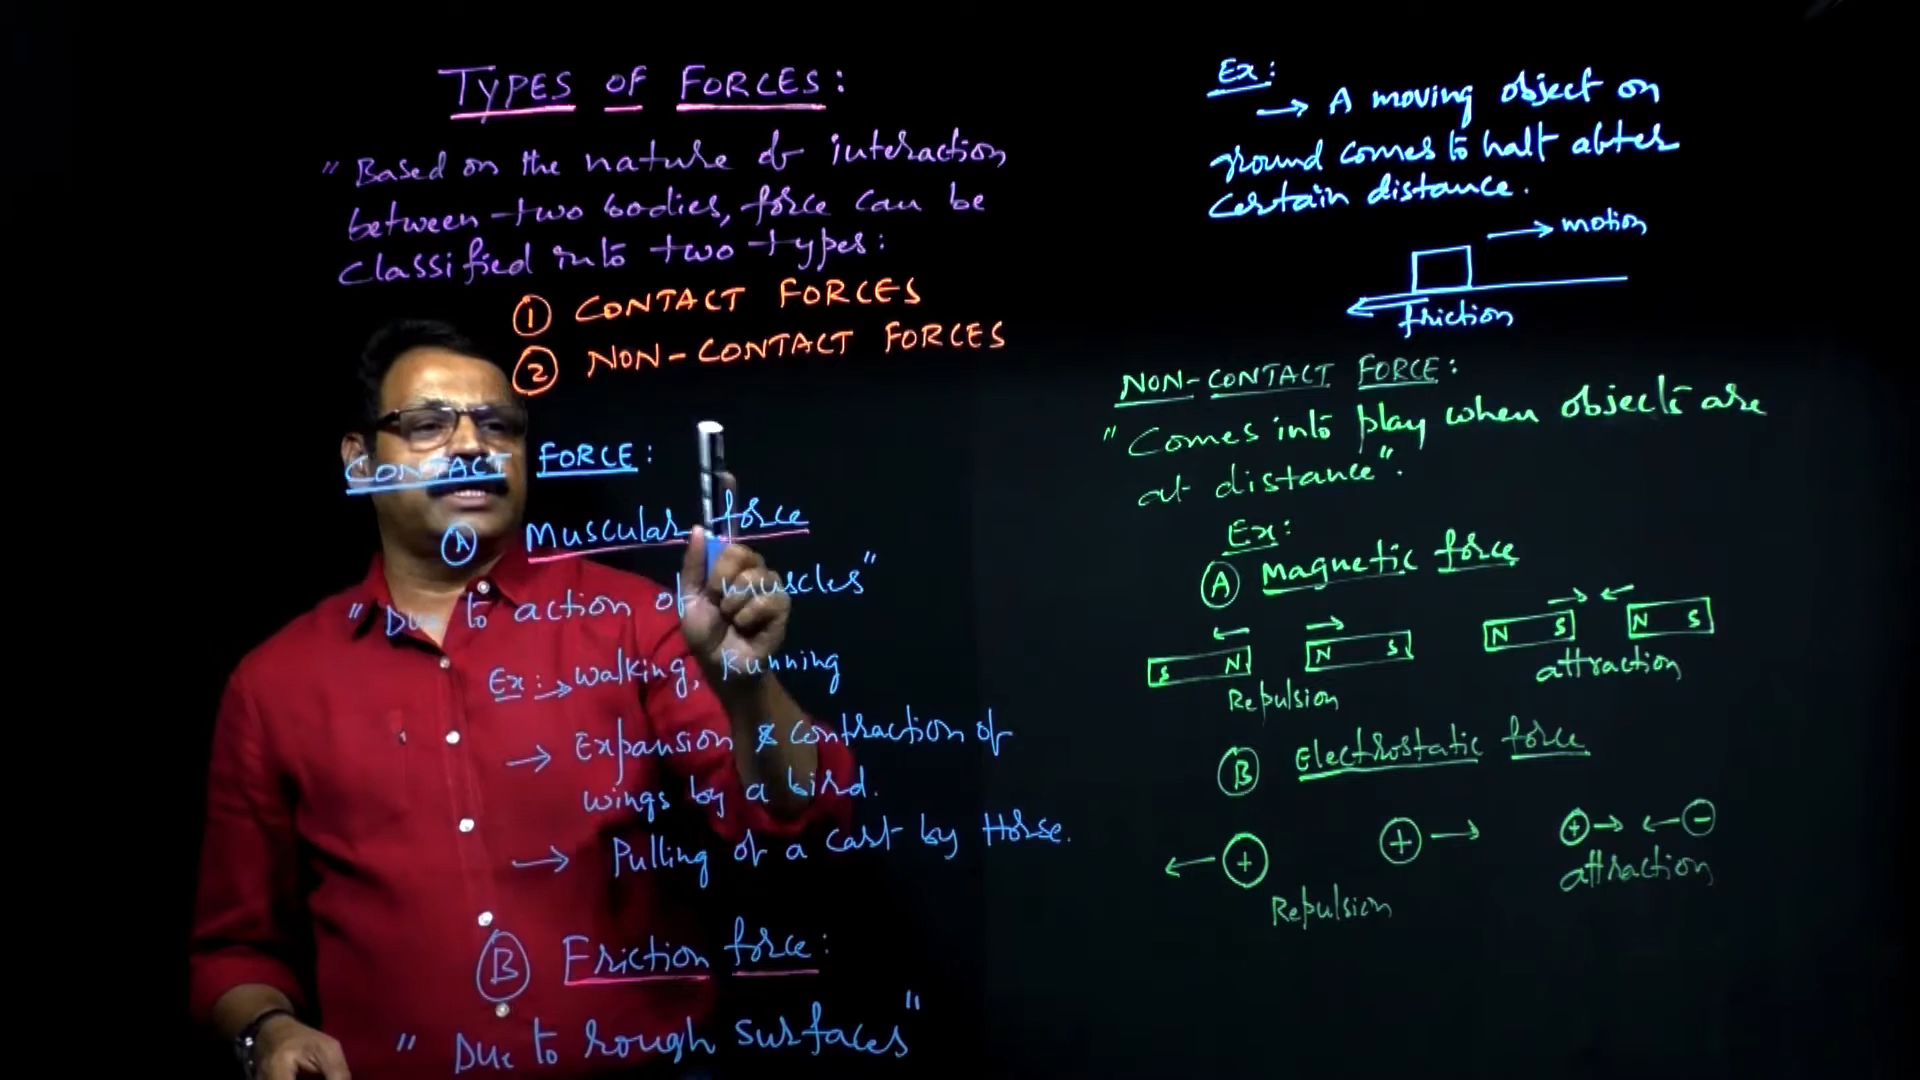 TYPES OF FORCES:
"Based on the nature of interaction
between two bodies, force can be
classified into two types:
① CONTACT FORCES
② NON-CONTACT FORCES
CONTACT FORCE:
Ⓐ Muscular force
"Due to action of muscles"
Ex: → Walking, Running
→ Expansion & contraction of
wings by a bird.
→ Pulling of a cart by Horse.
Ⓑ Friction force:
"Due to rough surfaces"
Ex:
→ A moving object on
ground comes to halt after
certain distance.
→ motion
friction
NON-CONTACT FORCE:
"Comes into play when objects are
at distance".
Ex:
Ⓐ Magnetic force
S N N S N S N S
Repulsion attraction
Ⓑ Electrostatic force
← + + → + → ← −
Repulsion attraction